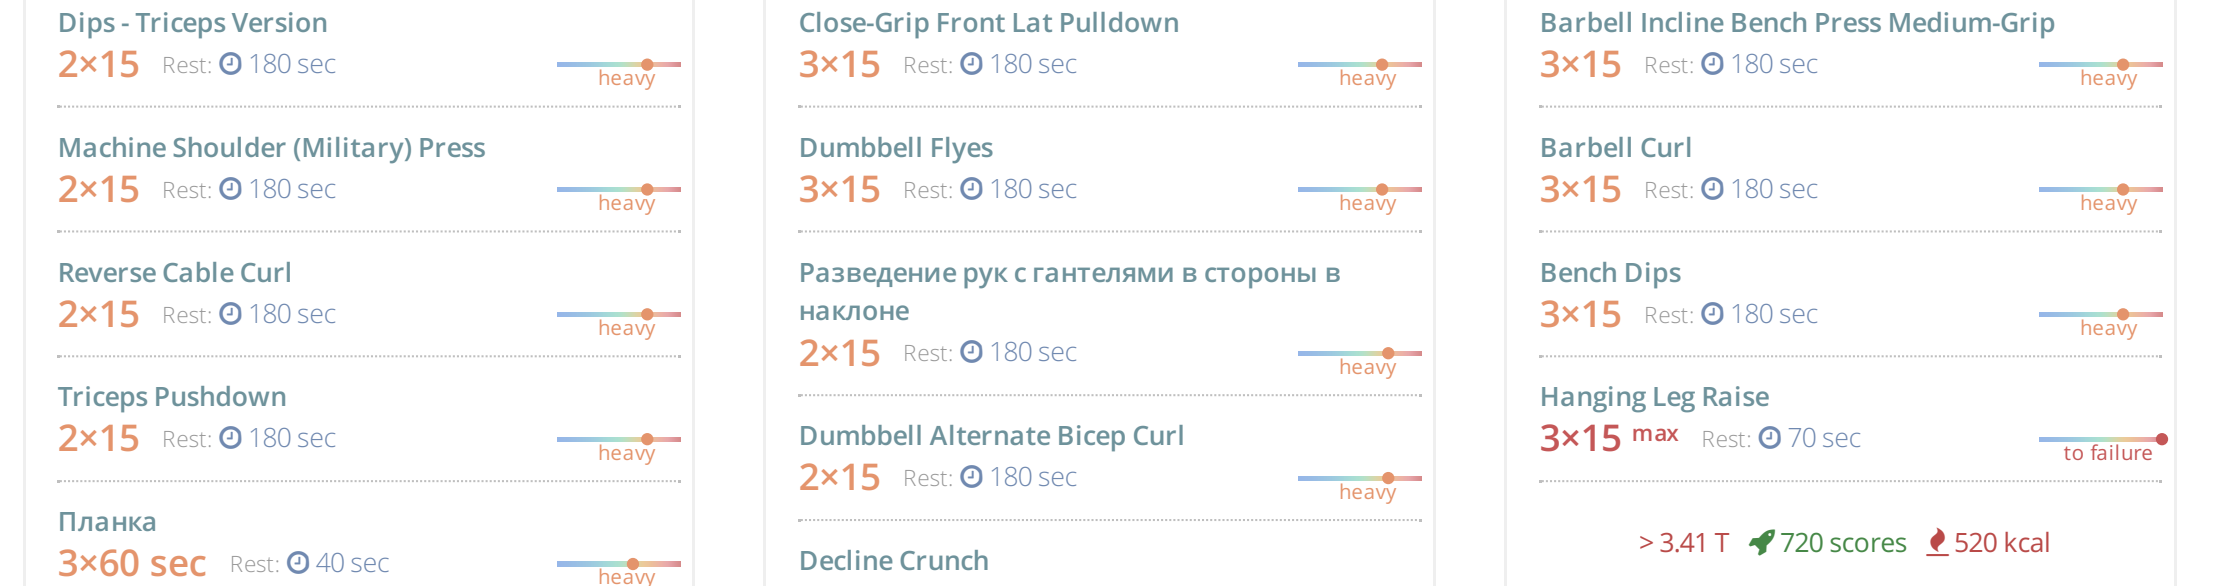 Dips - Triceps Version
2×15 Rest: 180 sec
heavy
Machine Shoulder (Military) Press
2×15 Rest: 180 sec
heavy
Reverse Cable Curl
2×15 Rest: 180 sec
heavy
Triceps Pushdown
2×15 Rest: 180 sec
heavy
Планка
3×60 sec Rest: 40 sec
heavy
Close-Grip Front Lat Pulldown
3×15 Rest: 180 sec
heavy
Dumbbell Flyes
3×15 Rest: 180 sec
heavy
Разведение рук с гантелями в стороны в
наклоне
2×15 Rest: 180 sec
heavy
Dumbbell Alternate Bicep Curl
2×15 Rest: 180 sec
heavy
Decline Crunch
Barbell Incline Bench Press Medium-Grip
3×15 Rest: 180 sec
heavy
Barbell Curl
3×15 Rest: 180 sec
heavy
Bench Dips
3×15 Rest: 180 sec
heavy
Hanging Leg Raise
3×15 max Rest: 70 sec
to failure
> 3.41 T 720 scores 520 kcal